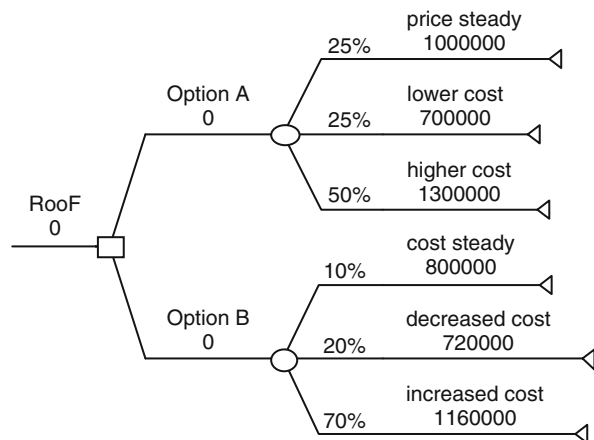 price steady
25%
1000000
Option A
0
lower cost
25%
700000
higher cost
50%
1300000
RooF
0
cost steady
10%
800000
Option B
0
decreased cost
20%
720000
increased cost
70%
1160000